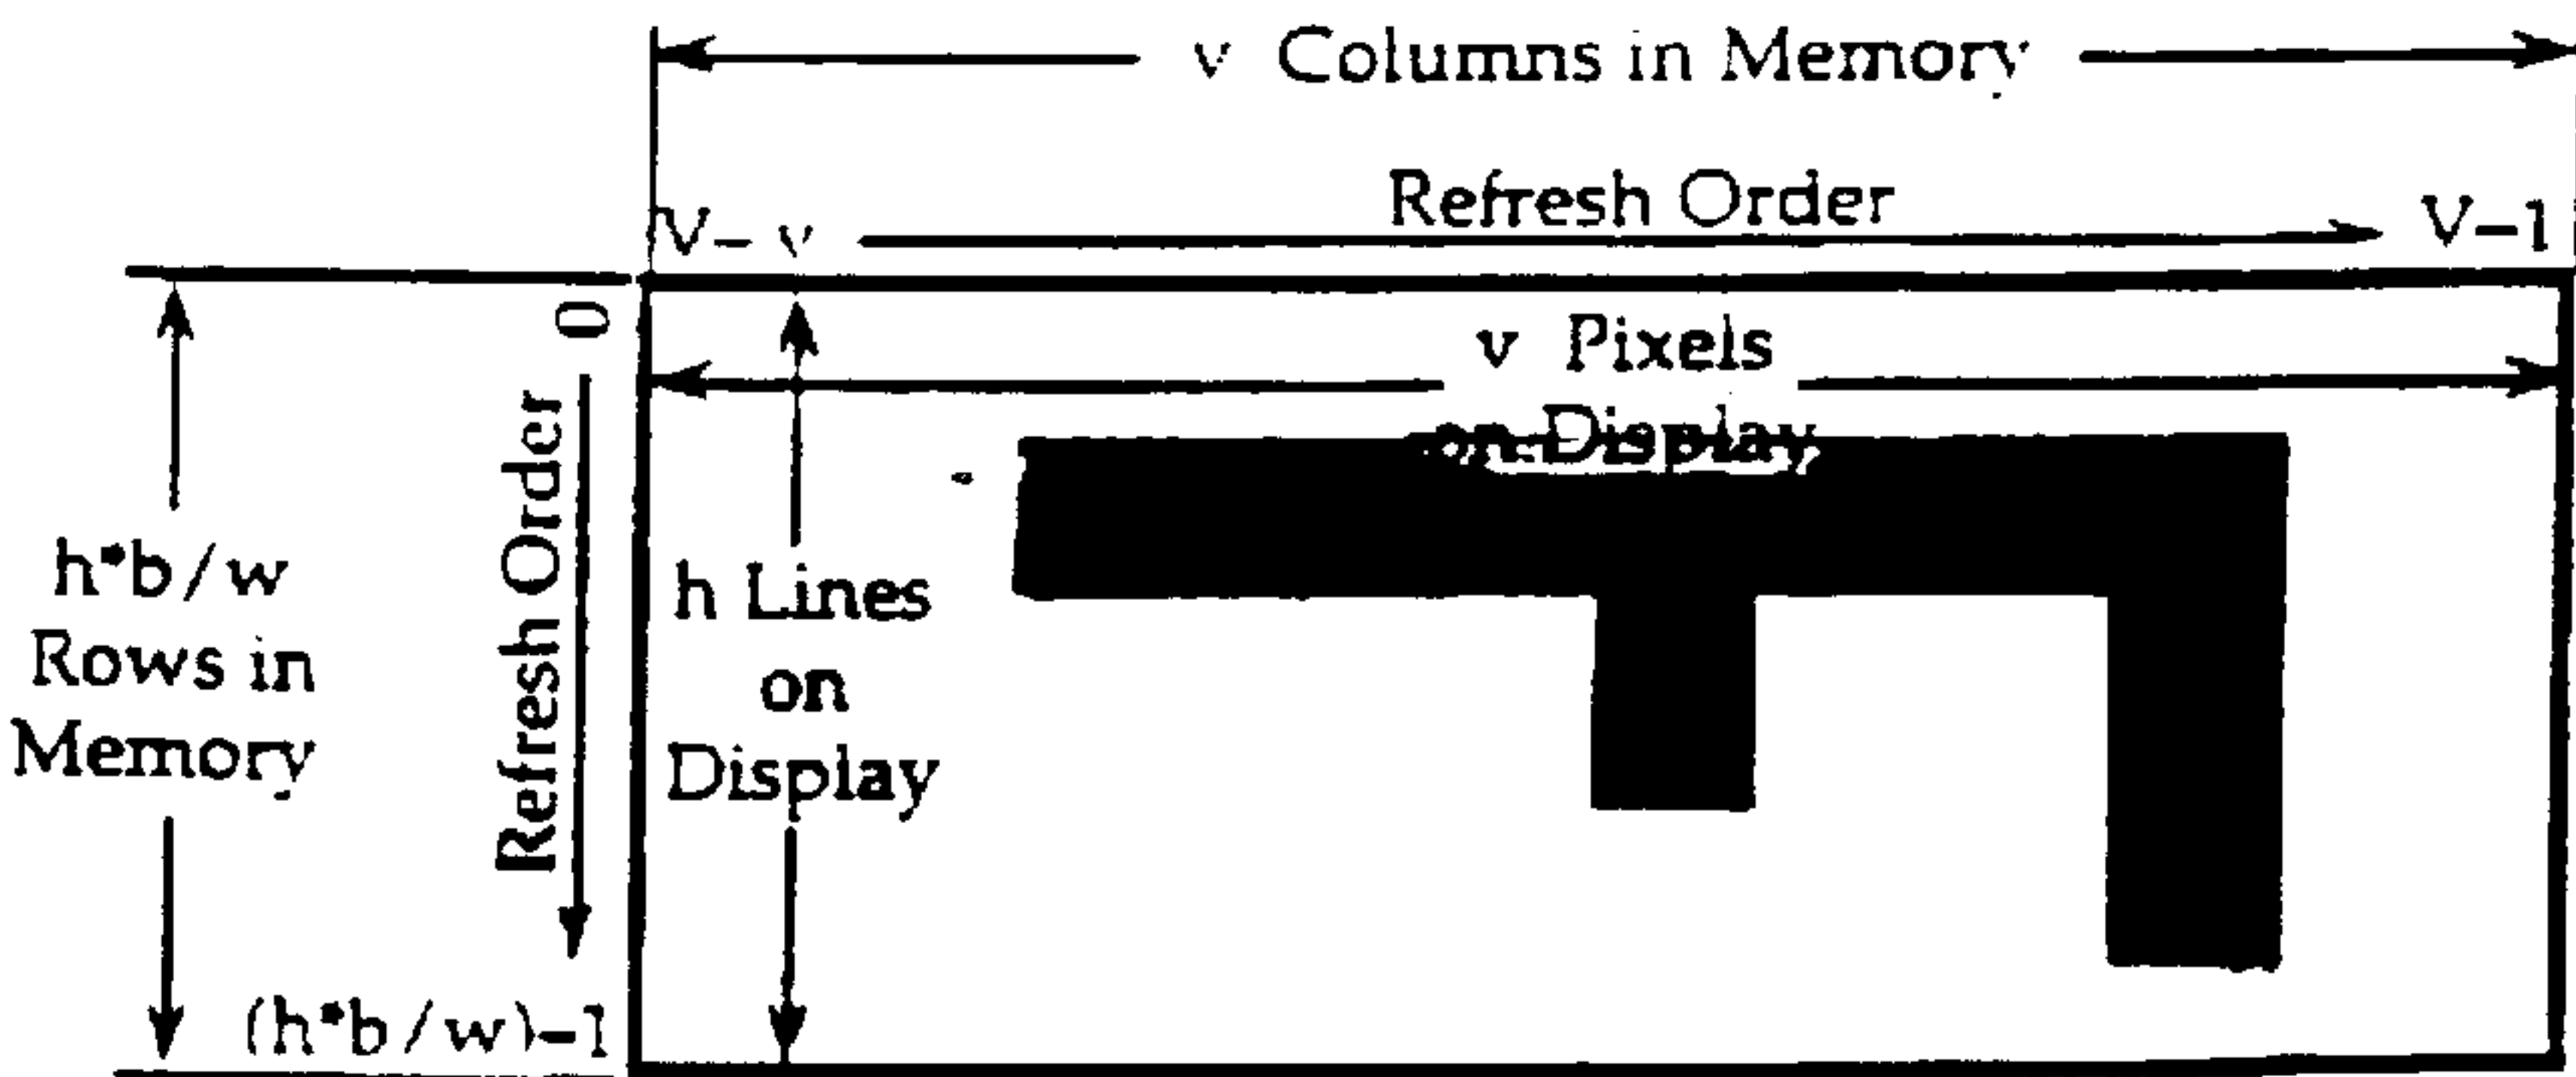 v Columns in Memory
Refresh Order
V-v
V-1
0
Refresh Order
(h*b/w)-1
h*b/w
Rows in
Memory
v Pixels
on Display
h Lines
on
Display